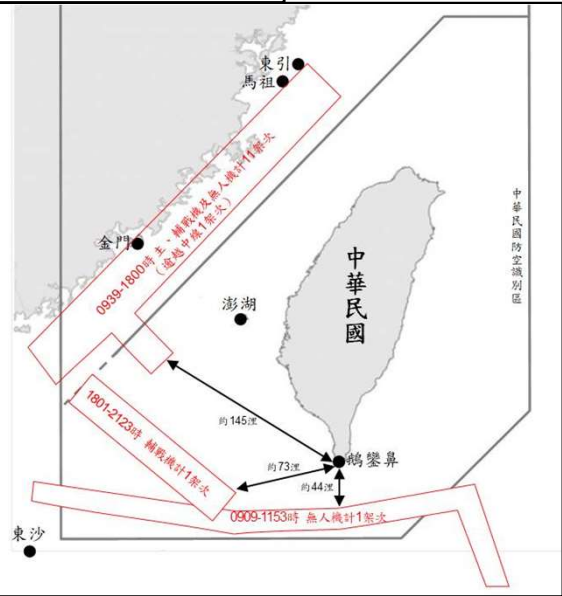 東引
馬祖
中華民國防空識別區
金門
0939-1800時 主、輔戰機及無人機計11架次
(逾越中線1架次)
中華民國
澎湖
約145浬
1801-2123時 輔戰機計1架次
約73浬
鵝鑾鼻
約44浬
0909-1153時 無人機計1架次
東沙